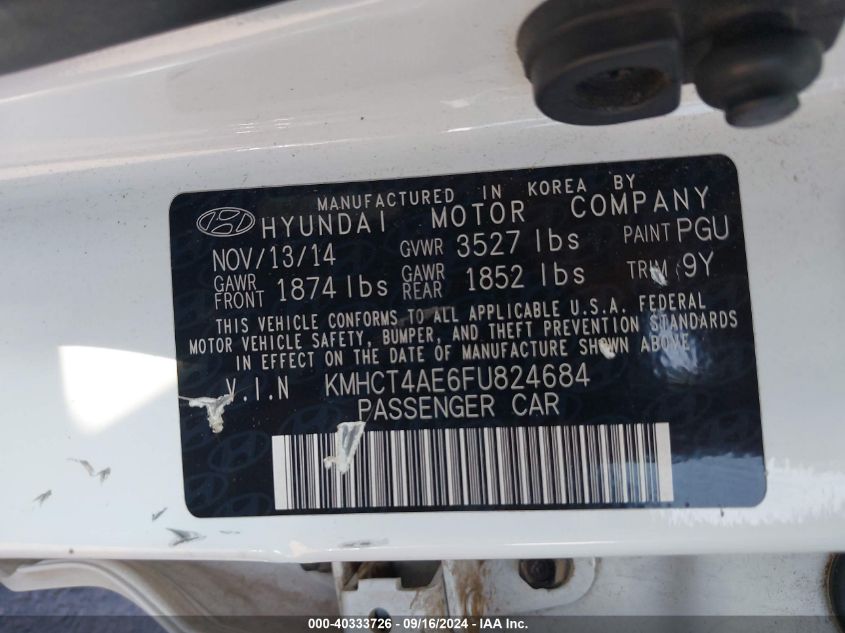 MANUFACTURED IN KOREA BY
HYUNDAI MOTOR COMPANY
NOV/13/14 GVWR 3527 lbs PAINT PGU
GAWR FRONT 1874 lbs GAWR REAR 1852 lbs TRIM 9Y
THIS VEHICLE CONFORMS TO ALL APPLICABLE U.S.A. FEDERAL
MOTOR VEHICLE SAFETY, BUMPER, AND THEFT PREVENTION STANDARDS
IN EFFECT ON THE DATE OF MANUFACTURE SHOWN ABOVE.
V.I.N KMHCT4AE6FU824684
PASSENGER CAR
000-40333726 - 09/16/2024 - IAA Inc.